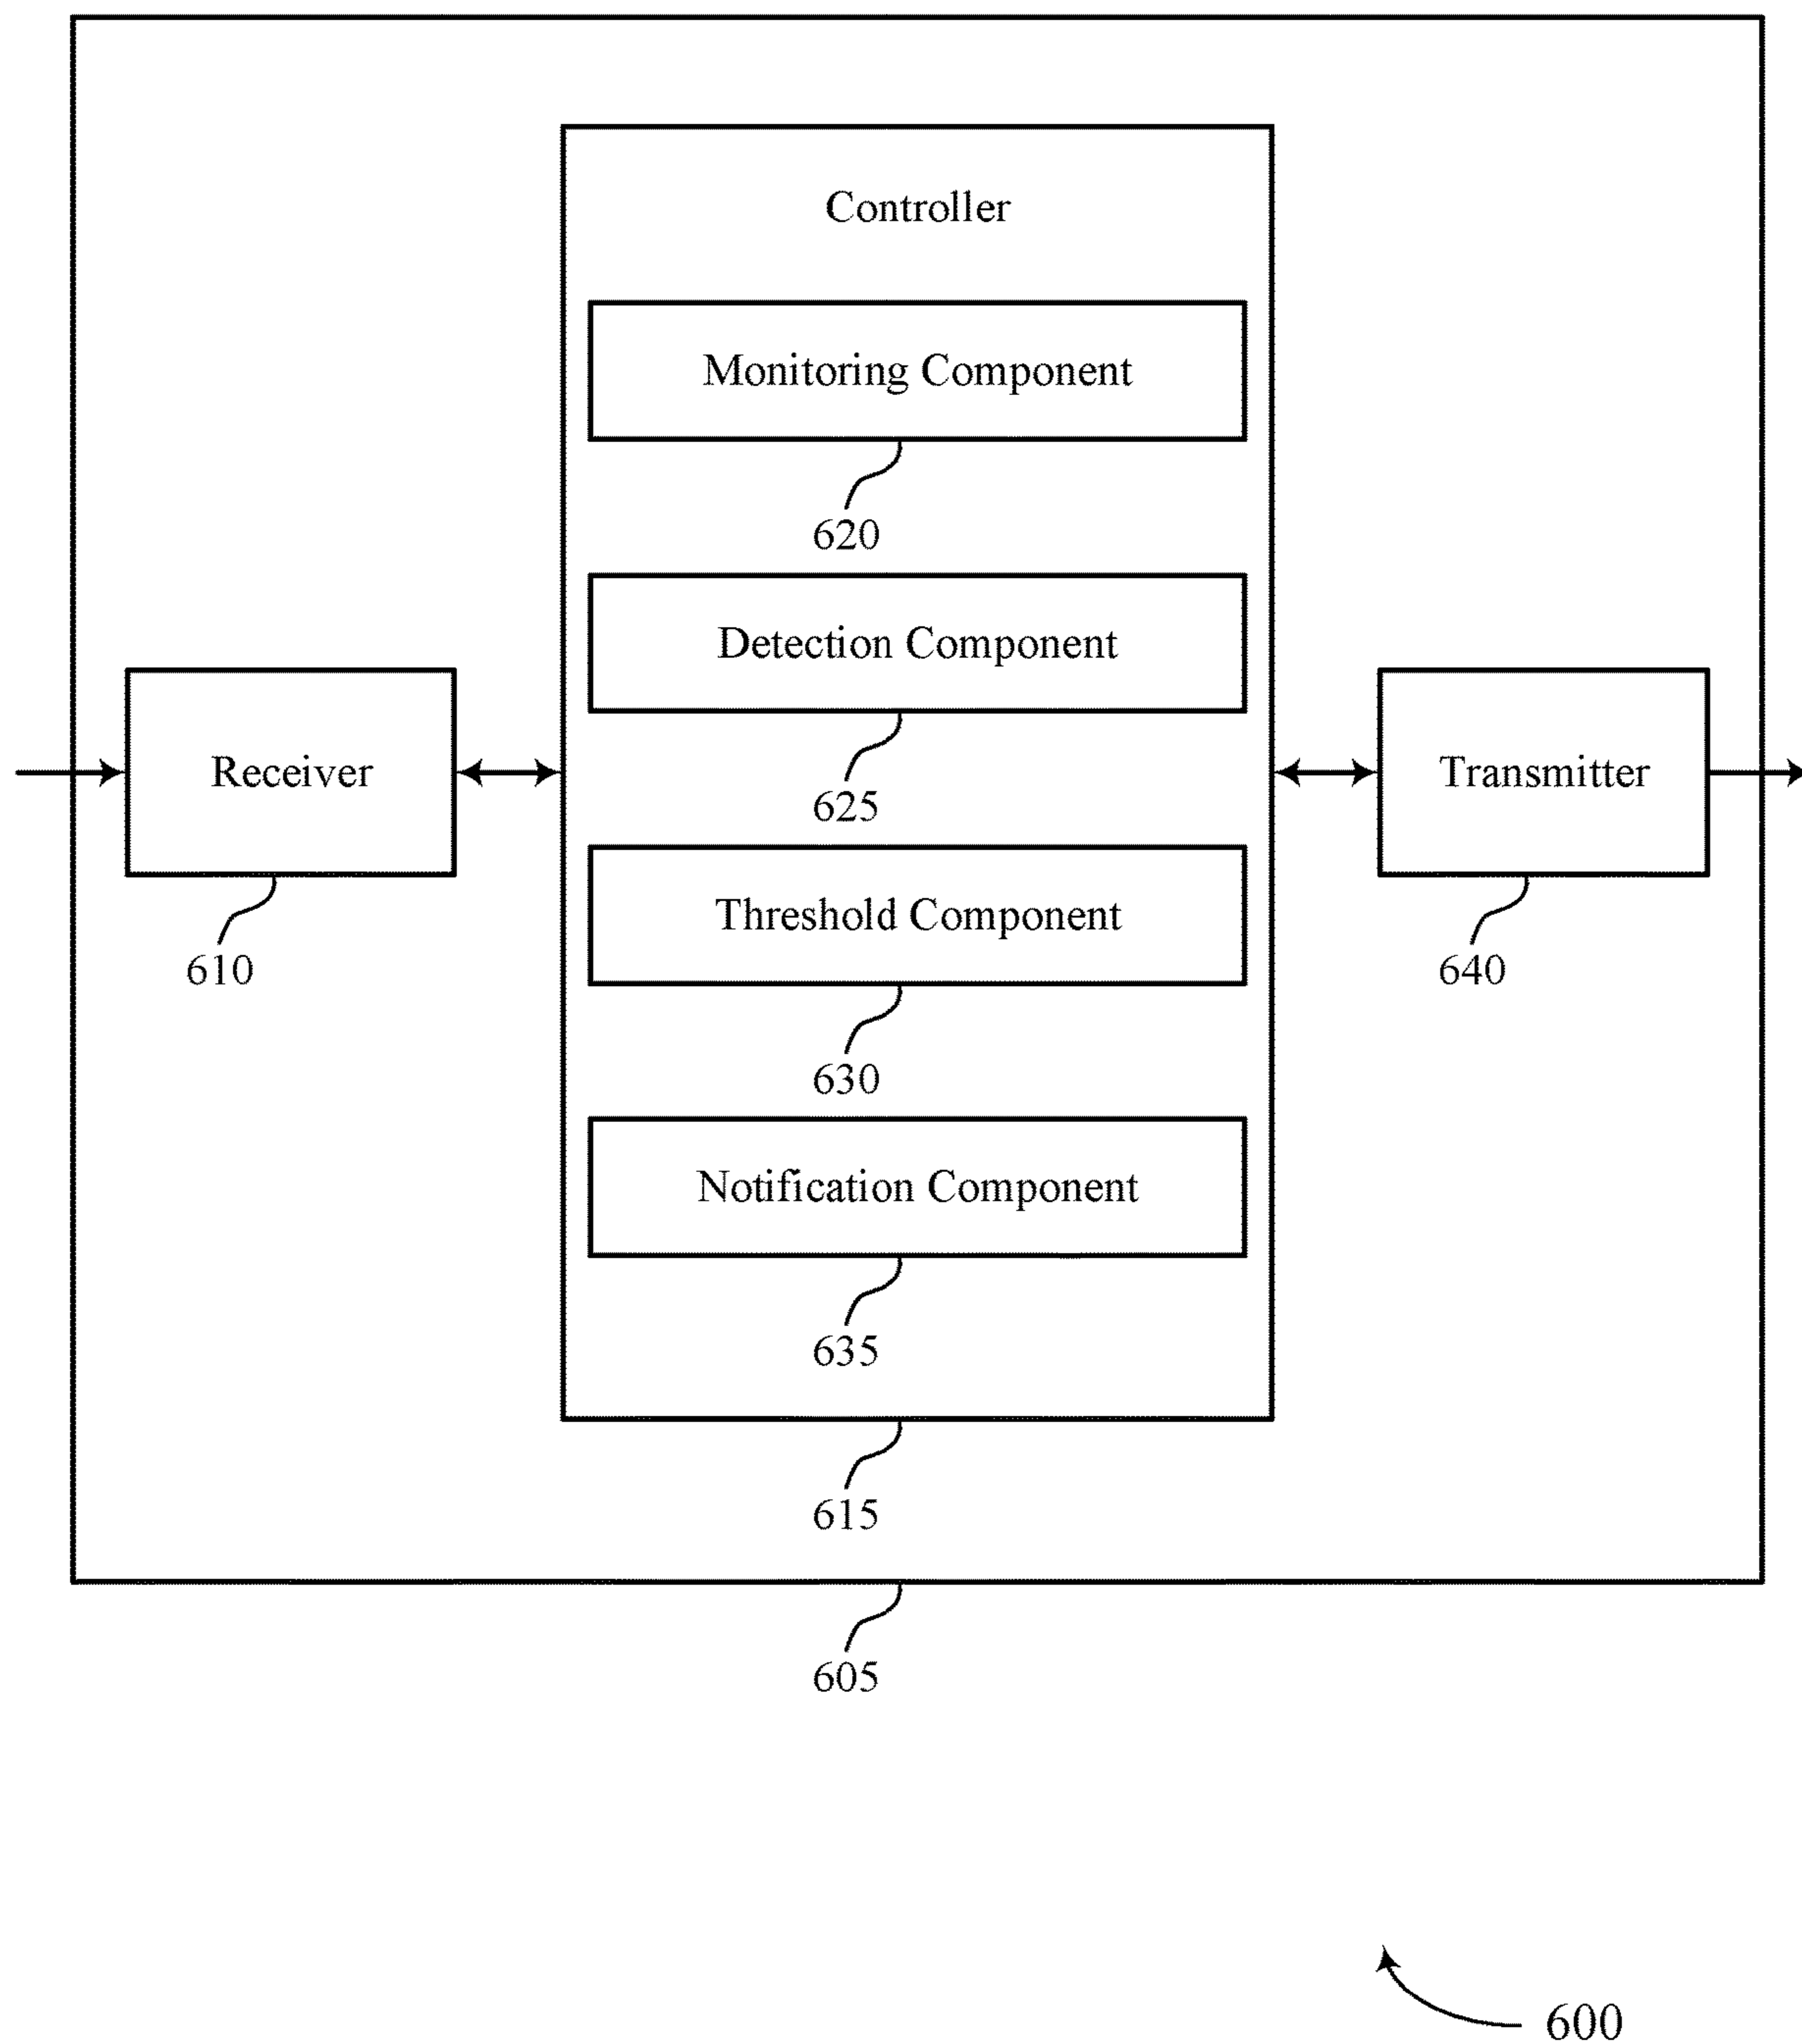 Controller
Monitoring Component
620
Detection Component
625
Receiver
610
Transmitter
640
Threshold Component
630
Notification Component
635
615
605
600